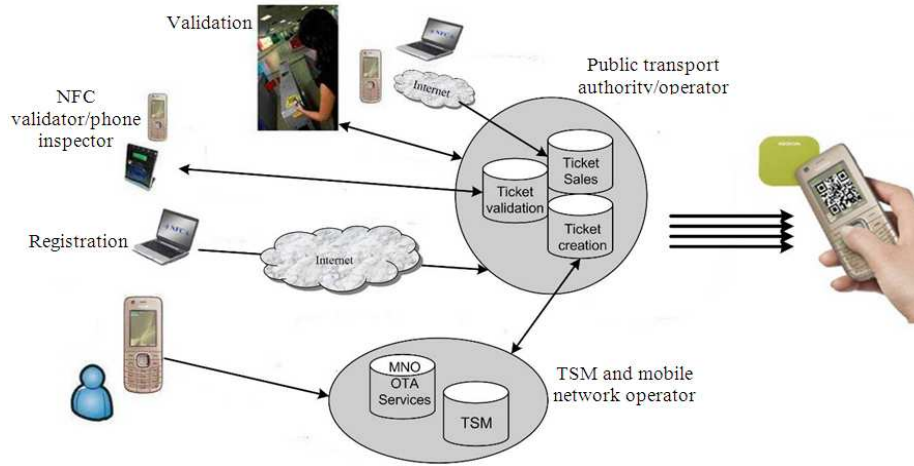 Validation
Internet
Public transport
authority/operator
NFC
validator/phone
inspector
Ticket
Sales
Ticket
validation
Ticket
creation
NOKIA
Registration
Internet
MNO
OTA
Services
TSM
TSM and mobile
network operator